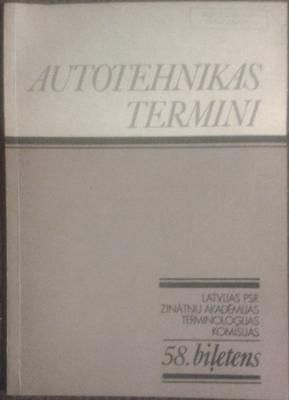 AUTOTEHNIKAS
TERMINI
LATVIJAS PSR
ZINĀTŅU AKADĒMIJAS
TERMINOLOĢIJAS
KOMISIJAS
58. biļetens